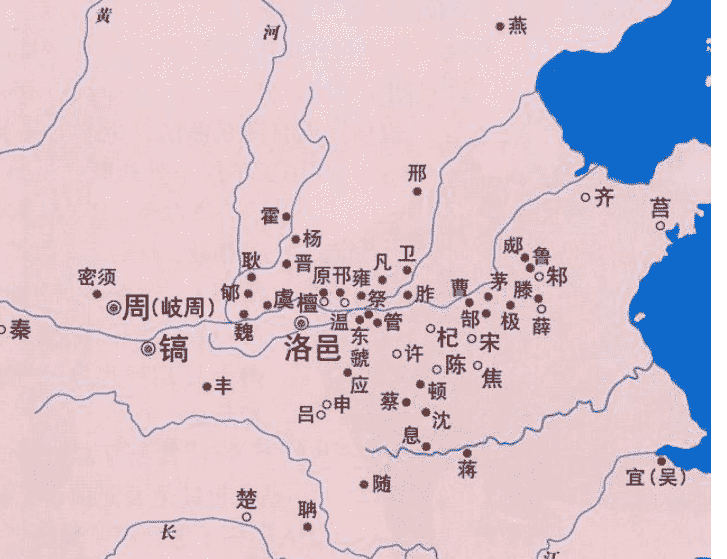 黄
河
燕
邢
齐
莒
霍
杨
郕
鲁
邾
卫
凡
晋
耿
密须
原
邗
雍
曹
茅
滕
郇
虞
檀
祭
胙
周(岐周)
魏
温
管
郜
极
薛
秦
镐
洛邑
东
虢
杞
宋
许
陈
焦
丰
应
顿
蔡
吕
申
沈
息
蒋
随
宜(吴)
楚
聃
长
江